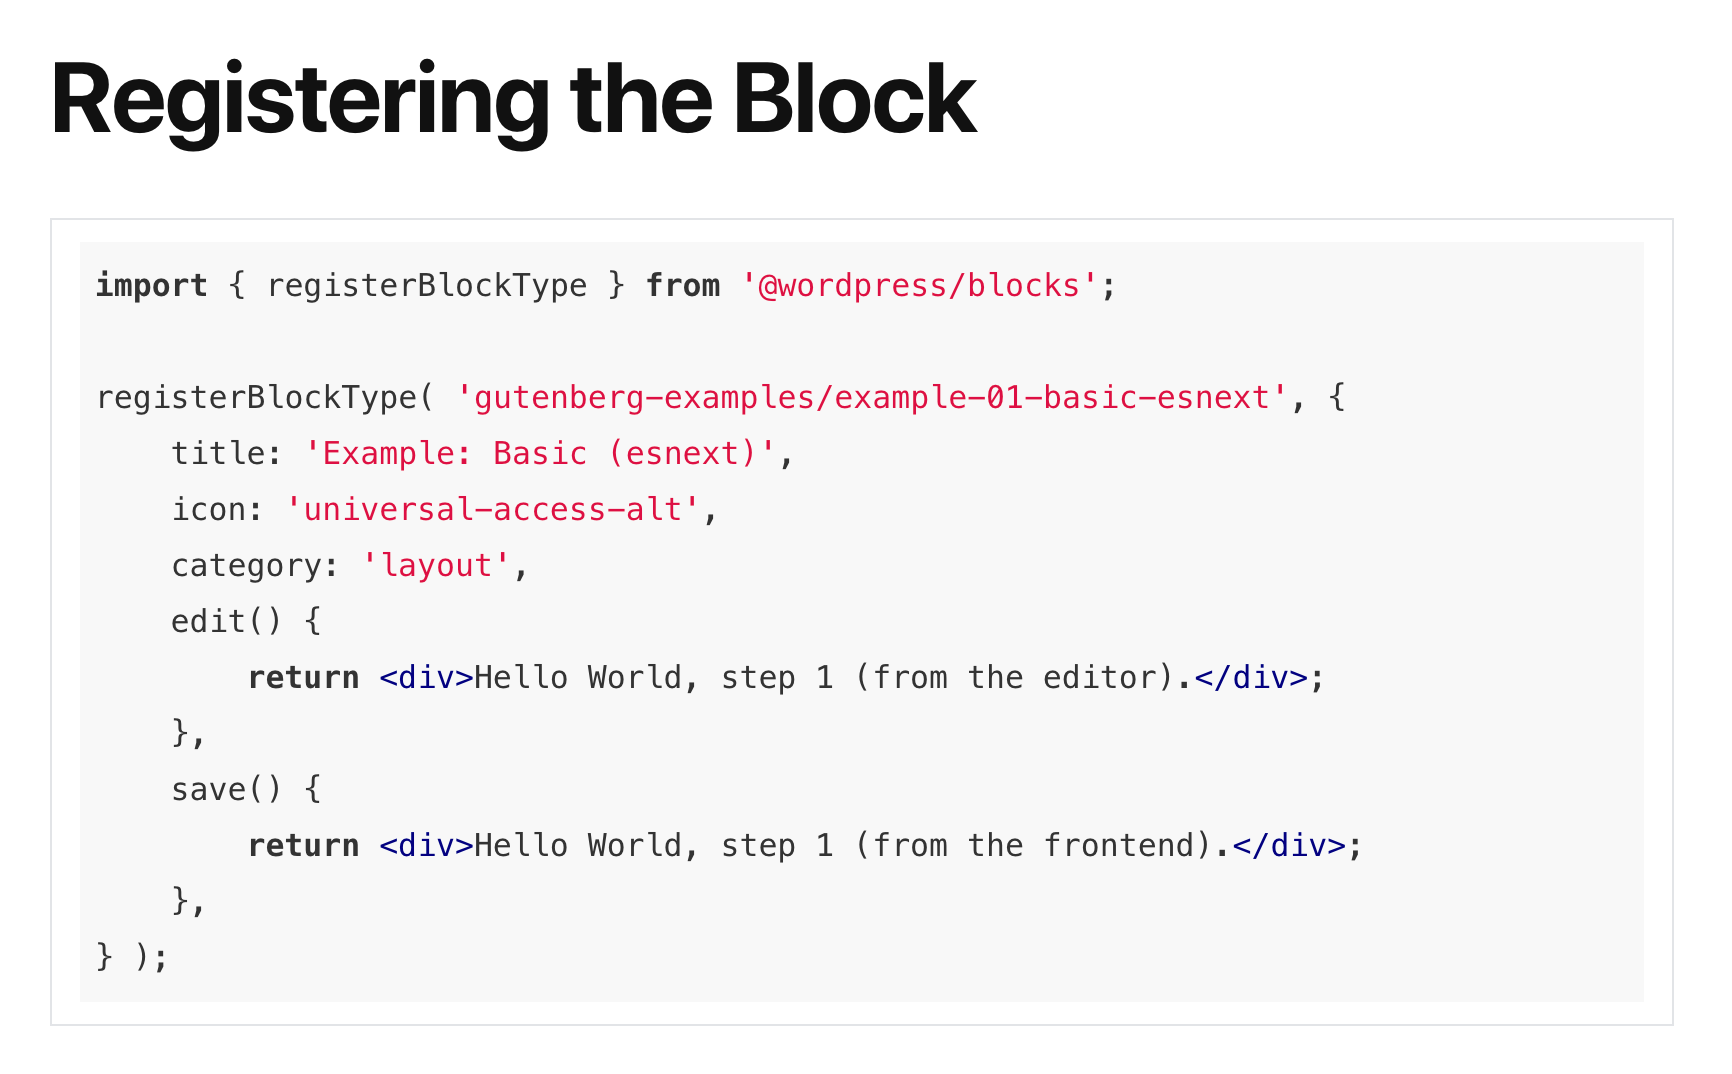 Registering the Block
import { registerBlockType } from '@wordpress/blocks';

registerBlockType( 'gutenberg-examples/example-01-basic-esnext', {
    title: 'Example: Basic (esnext)',
    icon: 'universal-access-alt',
    category: 'layout',
    edit() {
        return <div>Hello World, step 1 (from the editor).</div>;
    },
    save() {
        return <div>Hello World, step 1 (from the frontend).</div>;
    },
} );